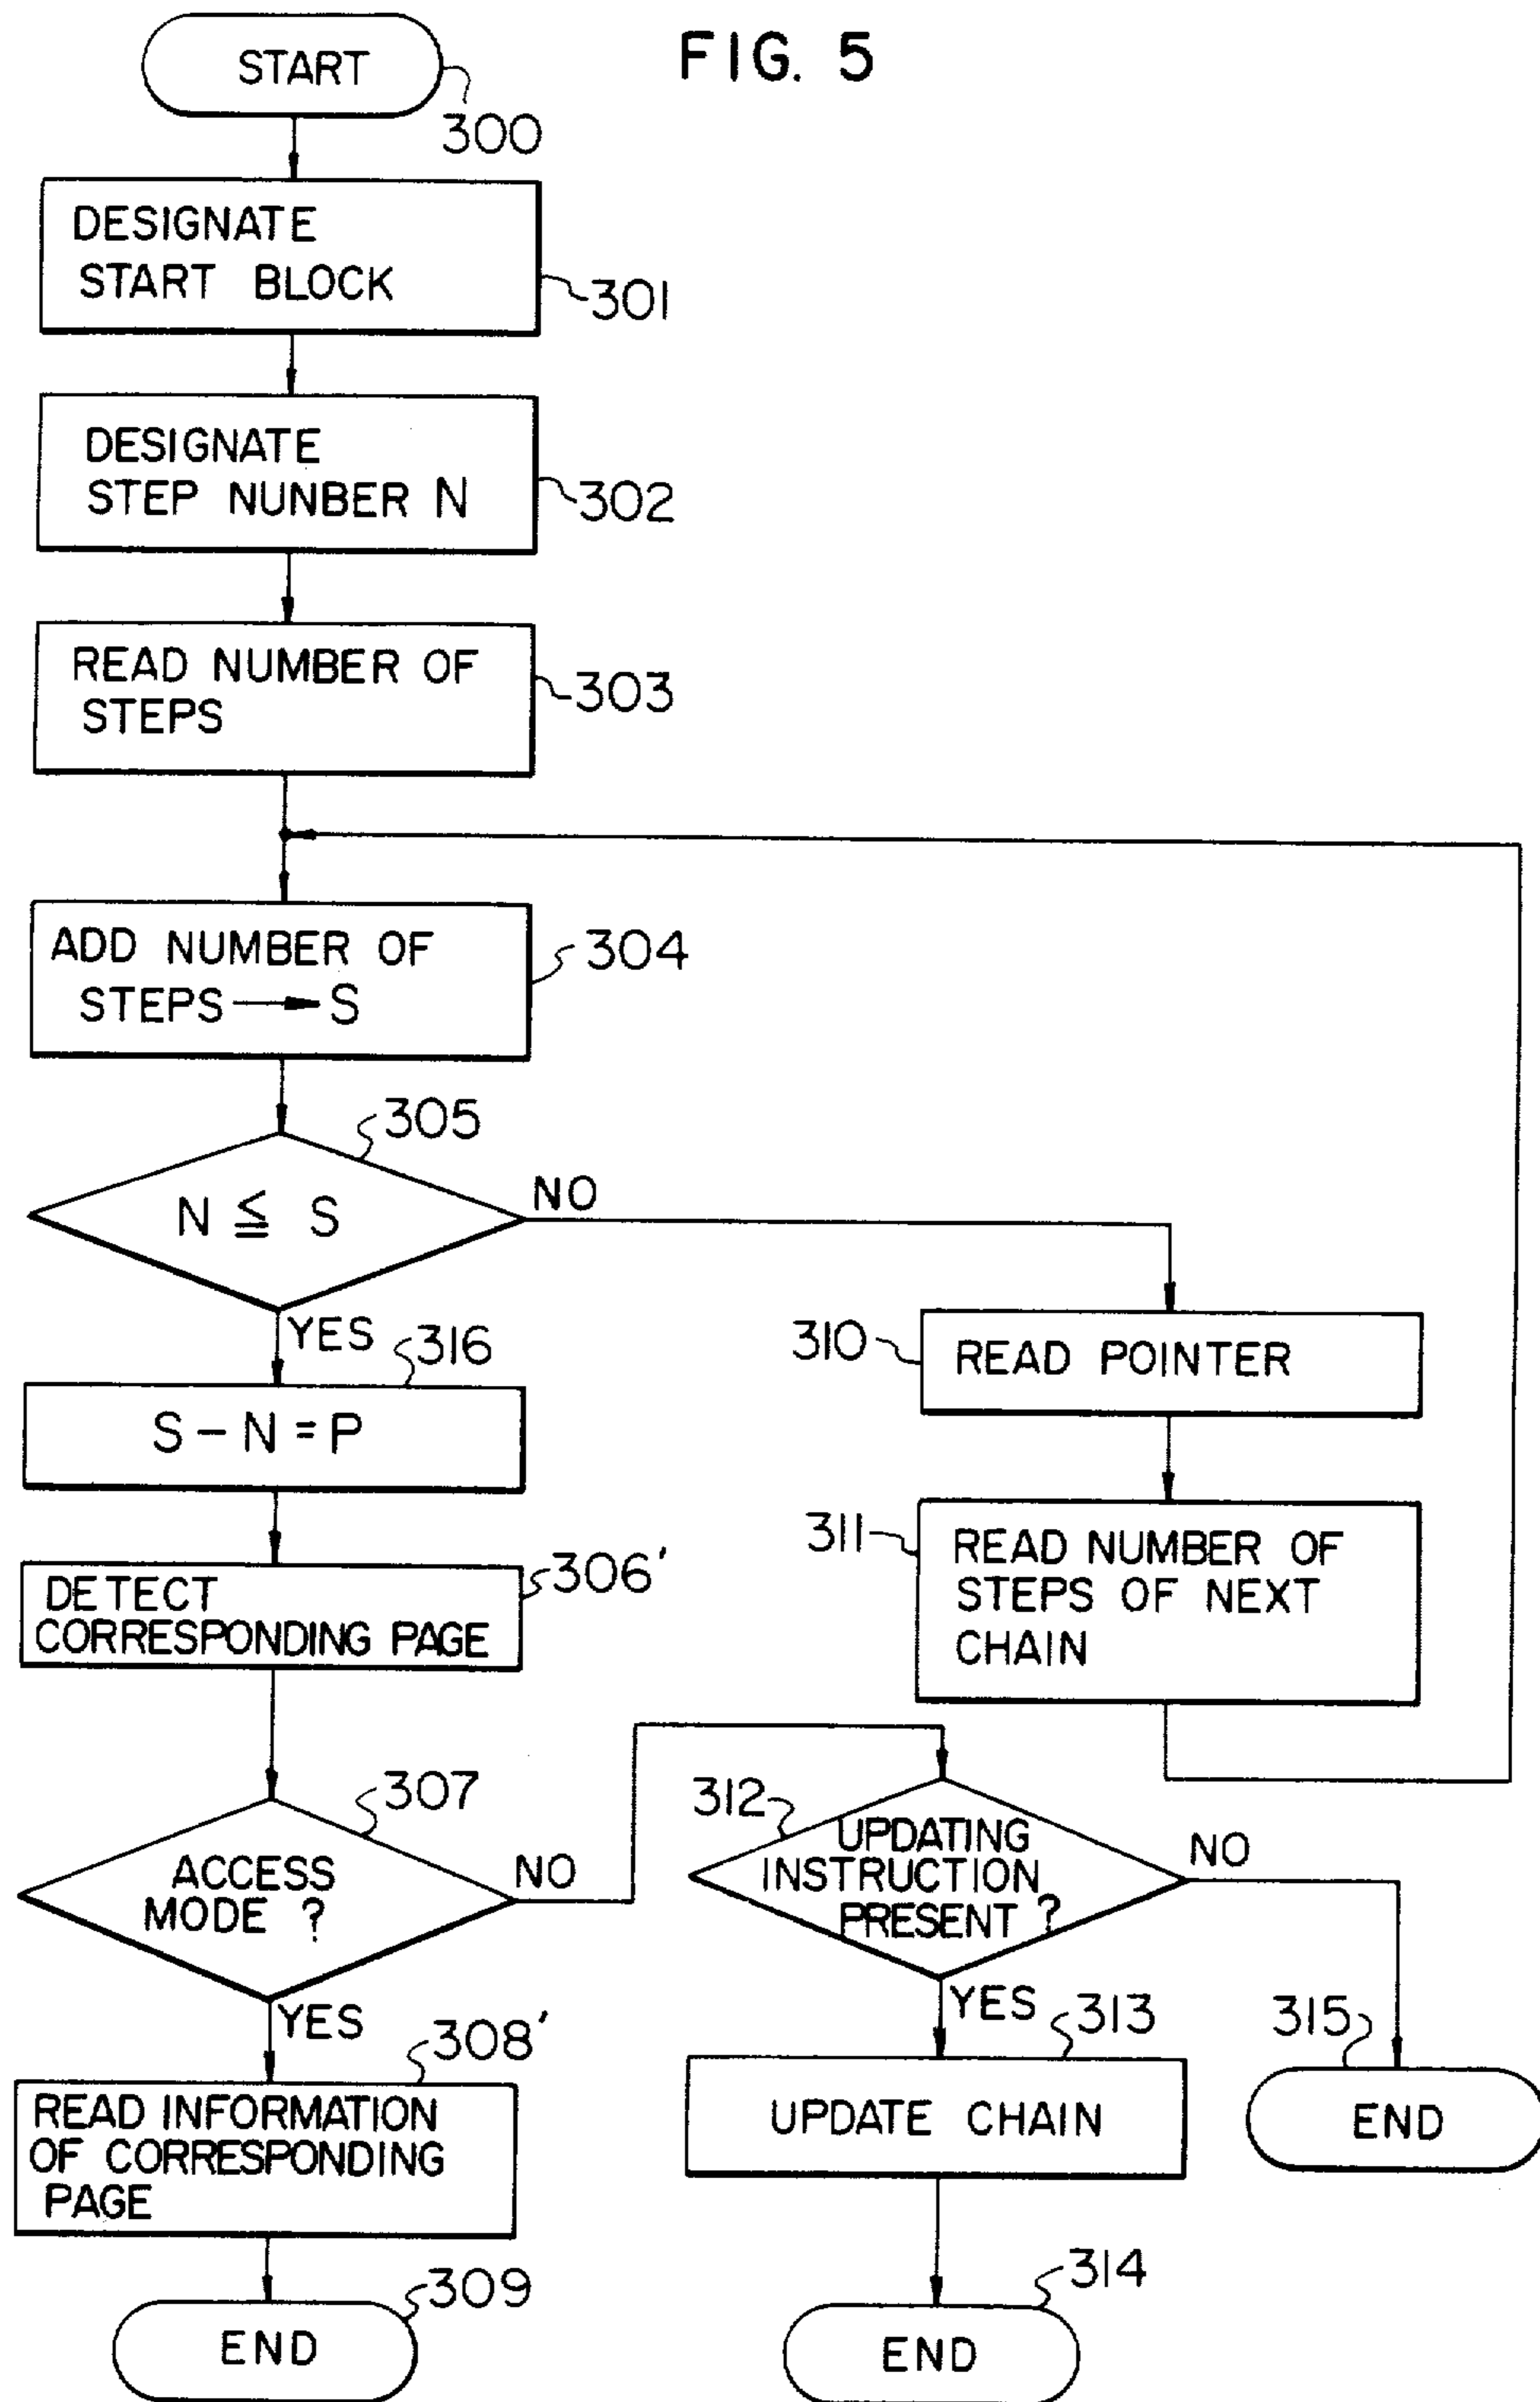 FIG. 5
START
300
DESIGNATE
START BLOCK
301
DESIGNATE
STEP NUNBER N
302
READ NUMBER OF
STEPS
303
ADD NUMBER OF
STEPS → S
304
305
N ≦ S
NO
YES
316
S - N = P
310
READ POINTER
311
READ NUMBER OF
STEPS OF NEXT
CHAIN
306'
DETECT
CORRESPONDING PAGE
307
ACCESS
MODE ?
NO
YES
312
UPDATING
INSTRUCTION
PRESENT ?
NO
YES
308'
READ INFORMATION
OF CORRESPONDING
PAGE
313
UPDATE CHAIN
315
END
309
END
314
END